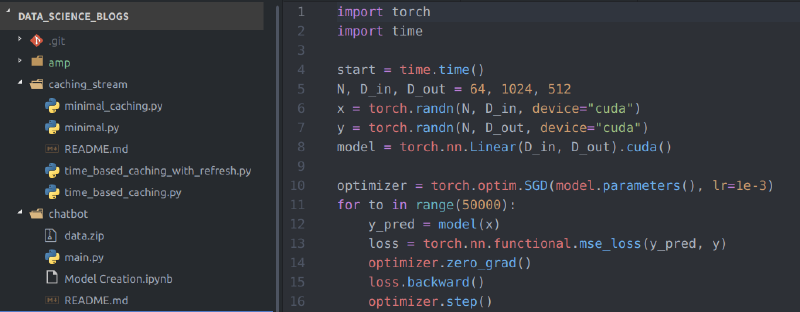 DATA_SCIENCE_BLOGS
.git
amp
caching_stream
minimal_caching.py
minimal.py
README.md
time_based_caching_with_refresh.py
time_based_caching.py
chatbot
data.zip
main.py
Model Creation.ipynb
README.md
1 import torch
2 import time
3
4 start = time.time()
5 N, D_in, D_out = 64, 1024, 512
6 x = torch.randn(N, D_in, device="cuda")
7 y = torch.randn(N, D_out, device="cuda")
8 model = torch.nn.Linear(D_in, D_out).cuda()
9
10 optimizer = torch.optim.SGD(model.parameters(), lr=1e-3)
11 for to in range(50000):
12     y_pred = model(x)
13     loss = torch.nn.functional.mse_loss(y_pred, y)
14     optimizer.zero_grad()
15     loss.backward()
16     optimizer.step()